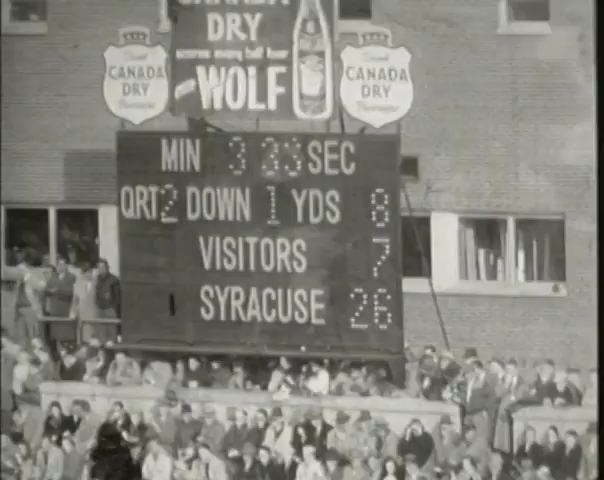 CANADA
DRY
WOLF
CANADA
DRY
CANADA
DRY
MIN 3 33 SEC
QRT 2 DOWN 1 YDS 8
VISITORS 7
SYRACUSE 26